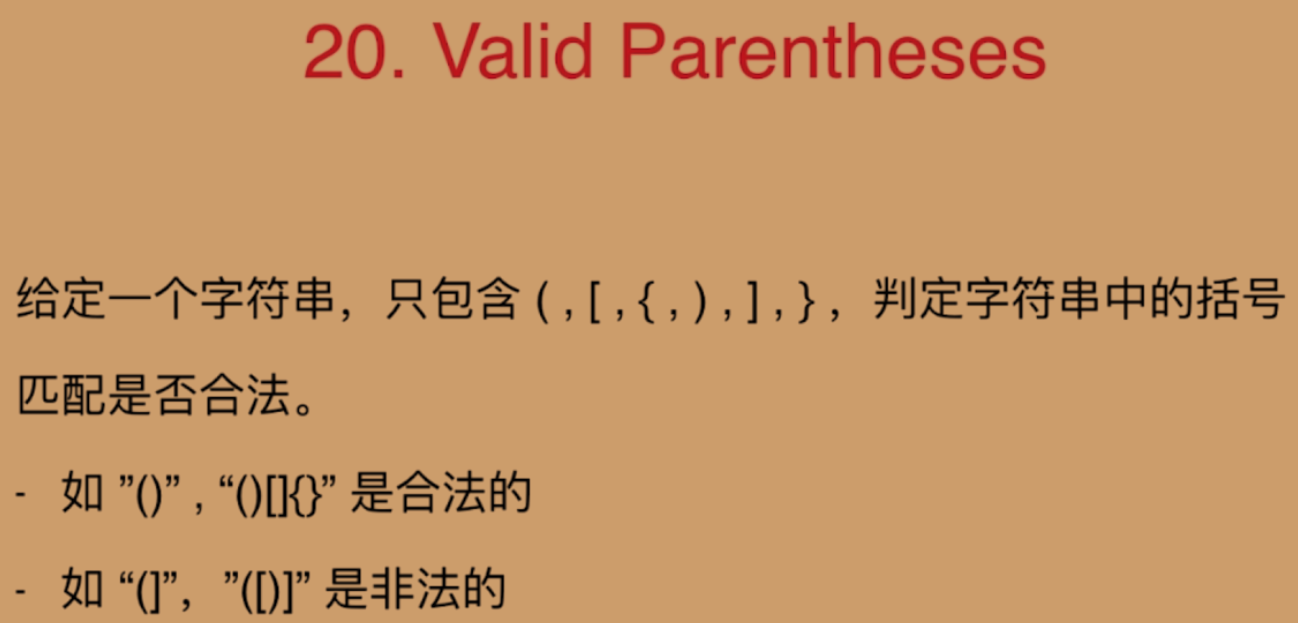 20. Valid Parentheses
给定一个字符串，只包含 ( , [ , { , ) , ] , } ，判定字符串中的括号
匹配是否合法。
- 如 ”()” , “()[]{}” 是合法的
- 如 “(]”，”([)]” 是非法的